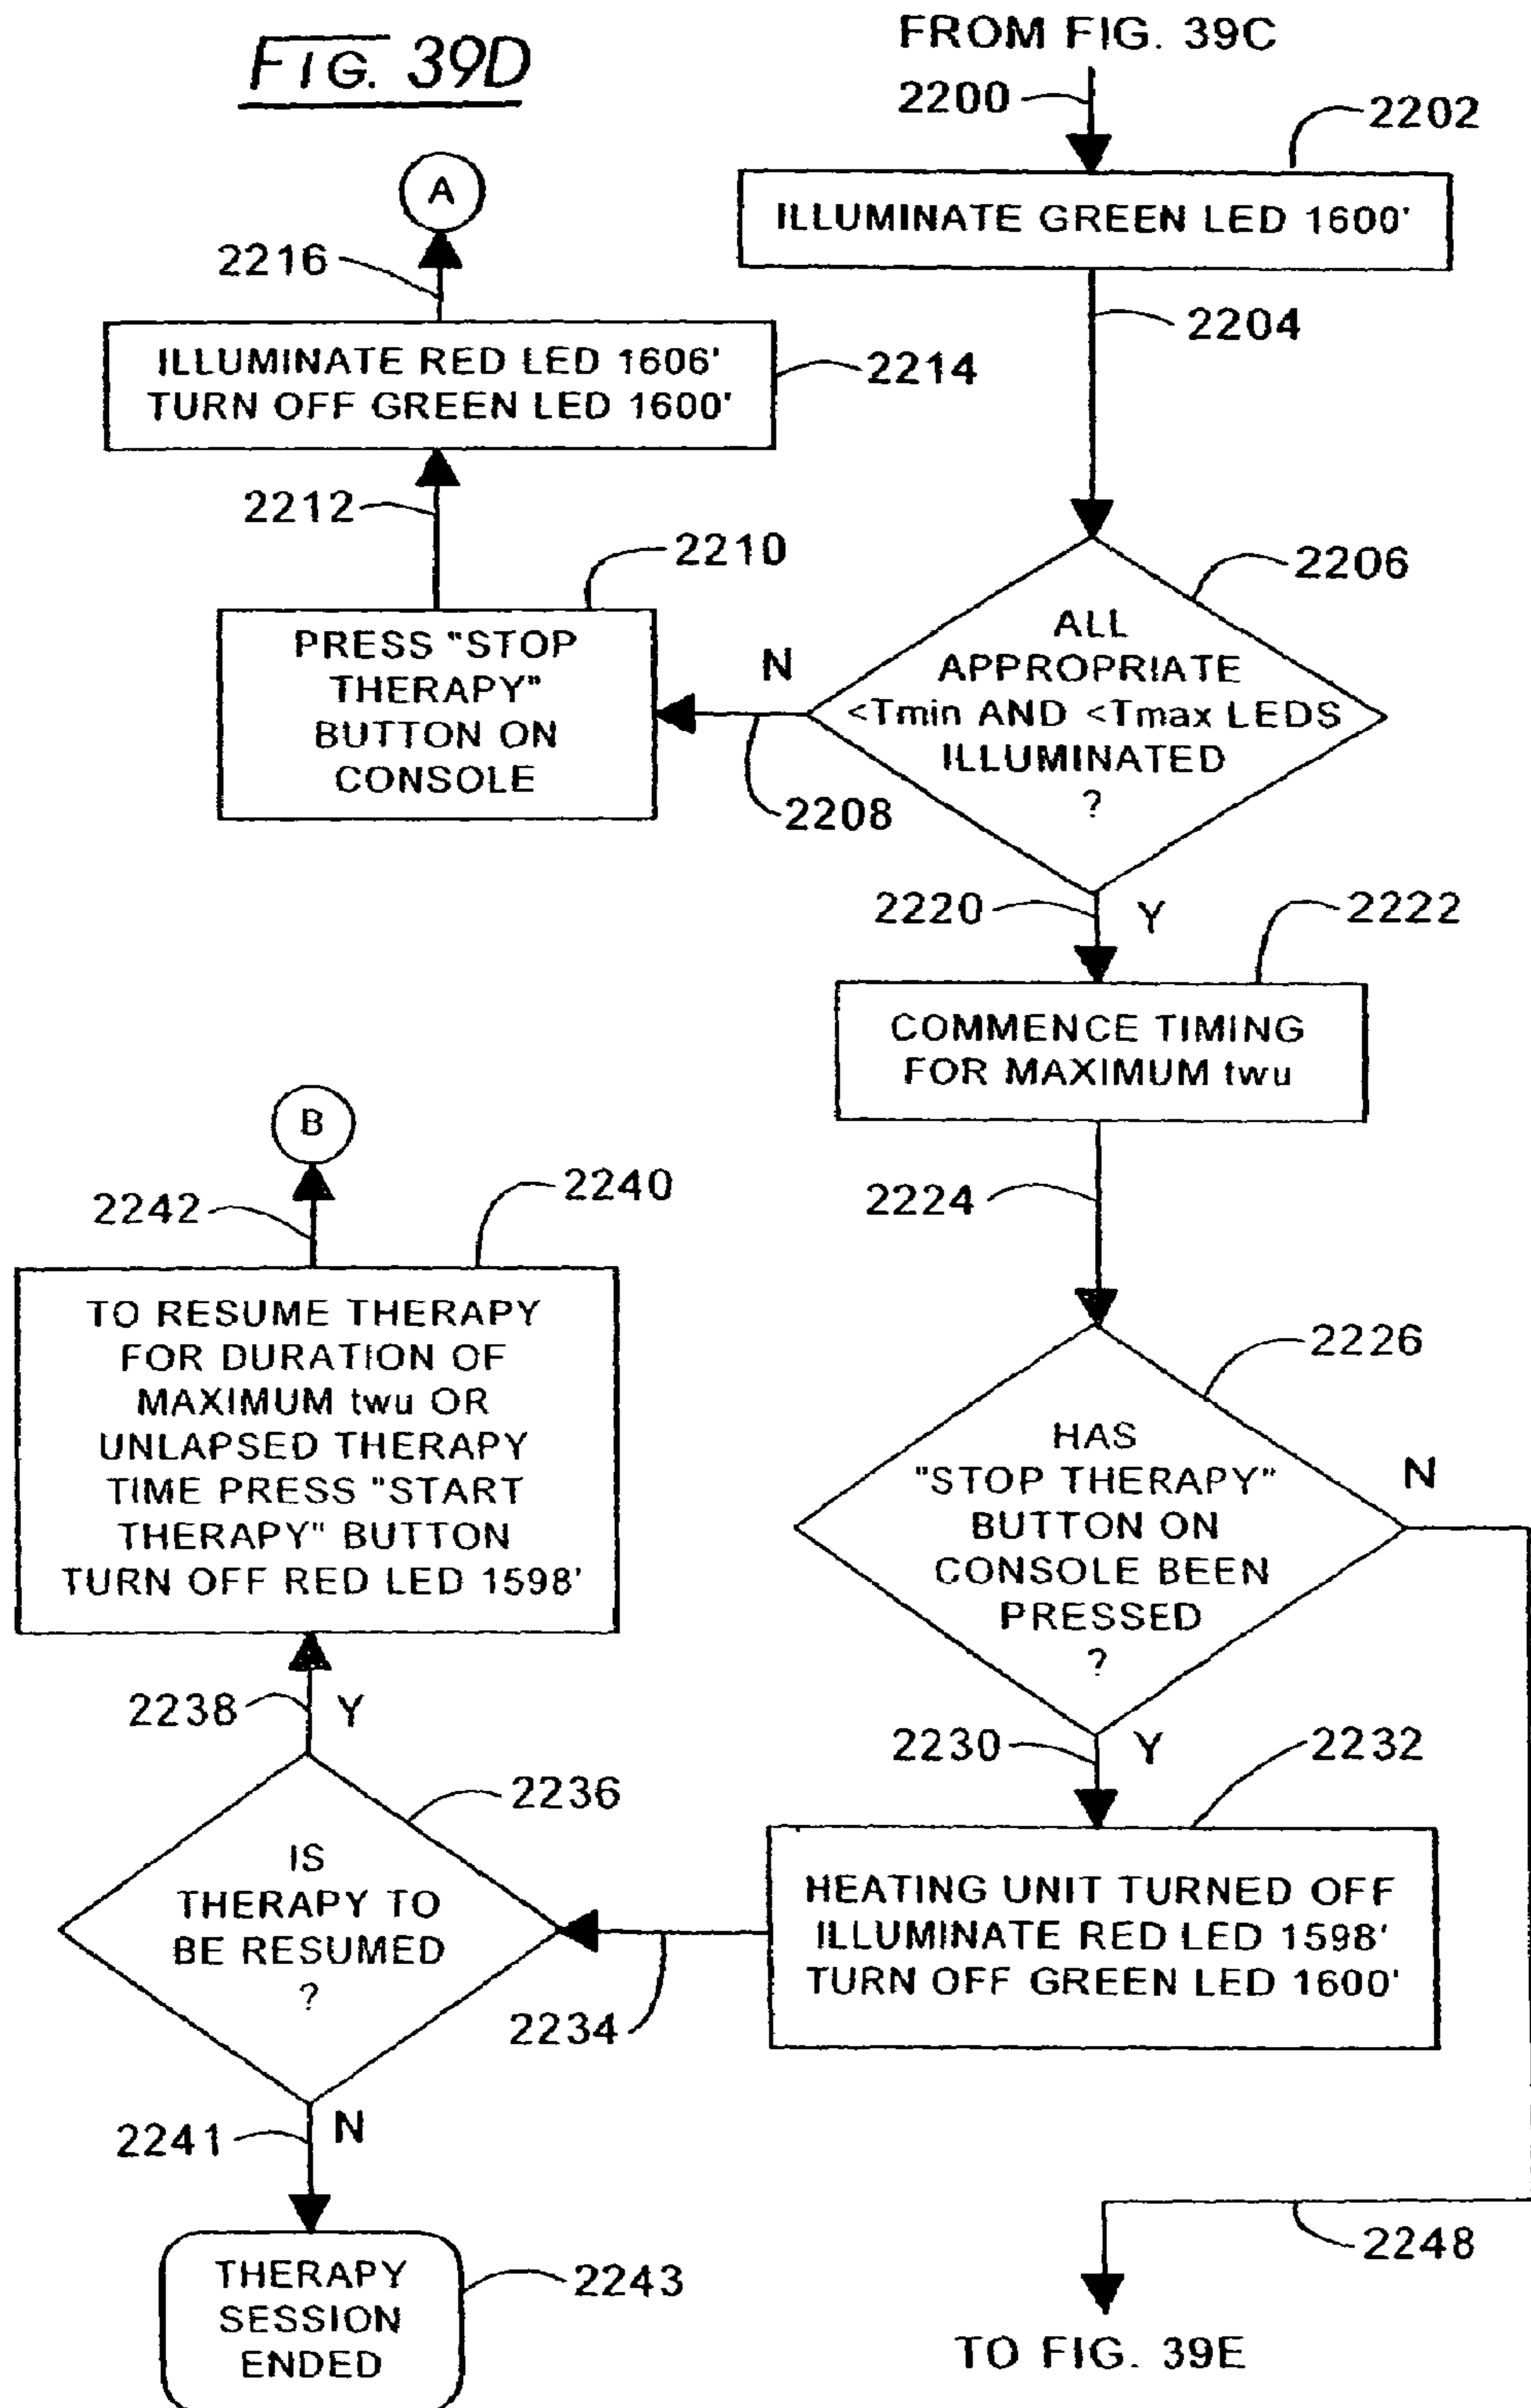 FIG. 39D
FROM FIG. 39C
2200
2202
ILLUMINATE GREEN LED 1600'
2204
A
2216
ILLUMINATE RED LED 1606'
TURN OFF GREEN LED 1600'
2214
2212
2210
PRESS "STOP
THERAPY"
BUTTON ON
CONSOLE
N
2208
2206
ALL
APPROPRIATE
<Tmin AND <Tmax LEDS
ILLUMINATED
?
2220
Y
2222
COMMENCE TIMING
FOR MAXIMUM twu
2224
B
2242
2240
TO RESUME THERAPY
FOR DURATION OF
MAXIMUM twu OR
UNLAPSED THERAPY
TIME PRESS "START
THERAPY" BUTTON
TURN OFF RED LED 1598'
2226
HAS
"STOP THERAPY"
BUTTON ON
CONSOLE BEEN
PRESSED
?
N
2238
Y
2230
Y
2232
2236
IS
THERAPY TO
BE RESUMED
?
HEATING UNIT TURNED OFF
ILLUMINATE RED LED 1598'
TURN OFF GREEN LED 1600'
2234
2241
N
THERAPY
SESSION
ENDED
2243
2248
TO FIG. 39E